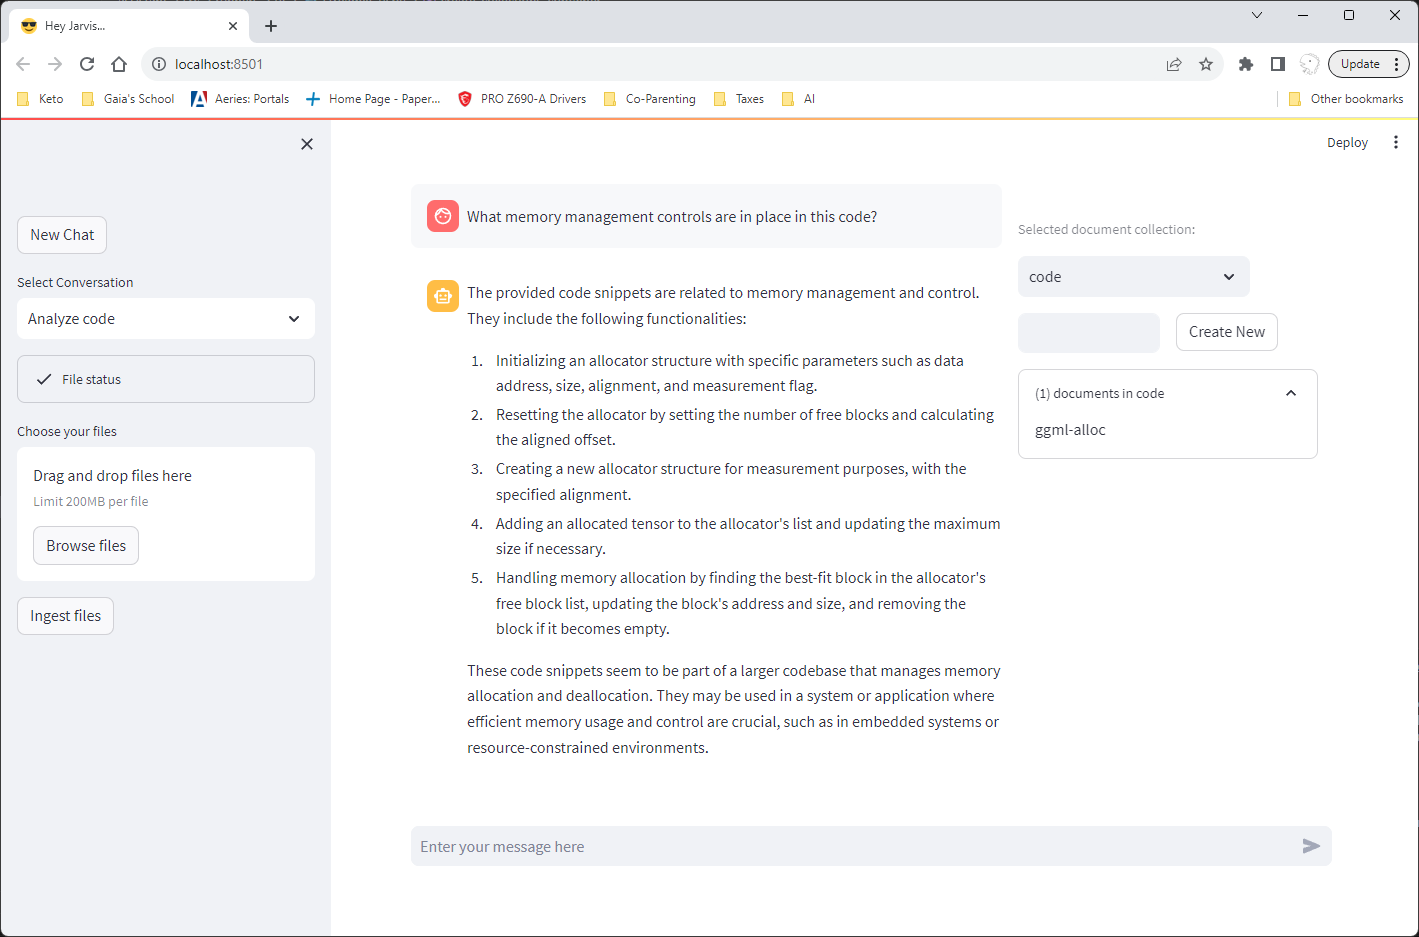 Hey Jarvis...
localhost:8501
Update
Keto
Gaia's School
Aeries: Portals
Home Page - Paper...
PRO Z690-A Drivers
Co-Parenting
Taxes
AI
Other bookmarks
Deploy
New Chat
Select Conversation
Analyze code
File status
Choose your files
Drag and drop files here
Limit 200MB per file
Browse files
Ingest files
What memory management controls are in place in this code?
The provided code snippets are related to memory management and control.
They include the following functionalities:
1. Initializing an allocator structure with specific parameters such as data
address, size, alignment, and measurement flag.
2. Resetting the allocator by setting the number of free blocks and calculating
the aligned offset.
3. Creating a new allocator structure for measurement purposes, with the
specified alignment.
4. Adding an allocated tensor to the allocator's list and updating the maximum
size if necessary.
5. Handling memory allocation by finding the best-fit block in the allocator's
free block list, updating the block's address and size, and removing the
block if it becomes empty.
These code snippets seem to be part of a larger codebase that manages memory
allocation and deallocation. They may be used in a system or application where
efficient memory usage and control are crucial, such as in embedded systems or
resource-constrained environments.
Selected document collection:
code
Create New
(1) documents in code
ggml-alloc
Enter your message here